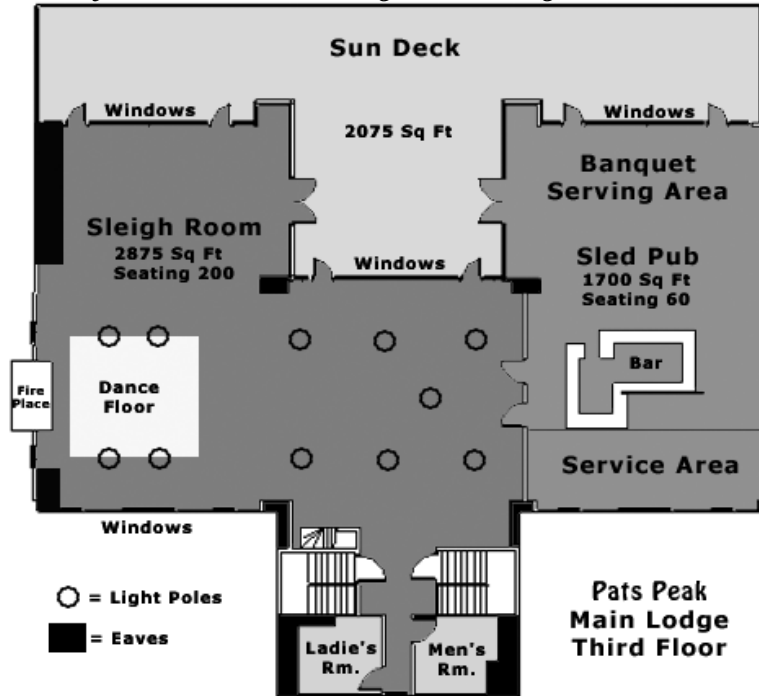 Sun Deck
Windows
Windows
2075 Sq Ft
Banquet
Serving Area
Sleigh Room
2875 Sq Ft
Seating 200
Windows
Sled Pub
1700 Sq Ft
Seating 60
Bar
Fire
Place
Dance
Floor
Service Area
Windows
= Light Poles
= Eaves
Ladie's
Rm.
Men's
Rm.
Pats Peak
Main Lodge
Third Floor